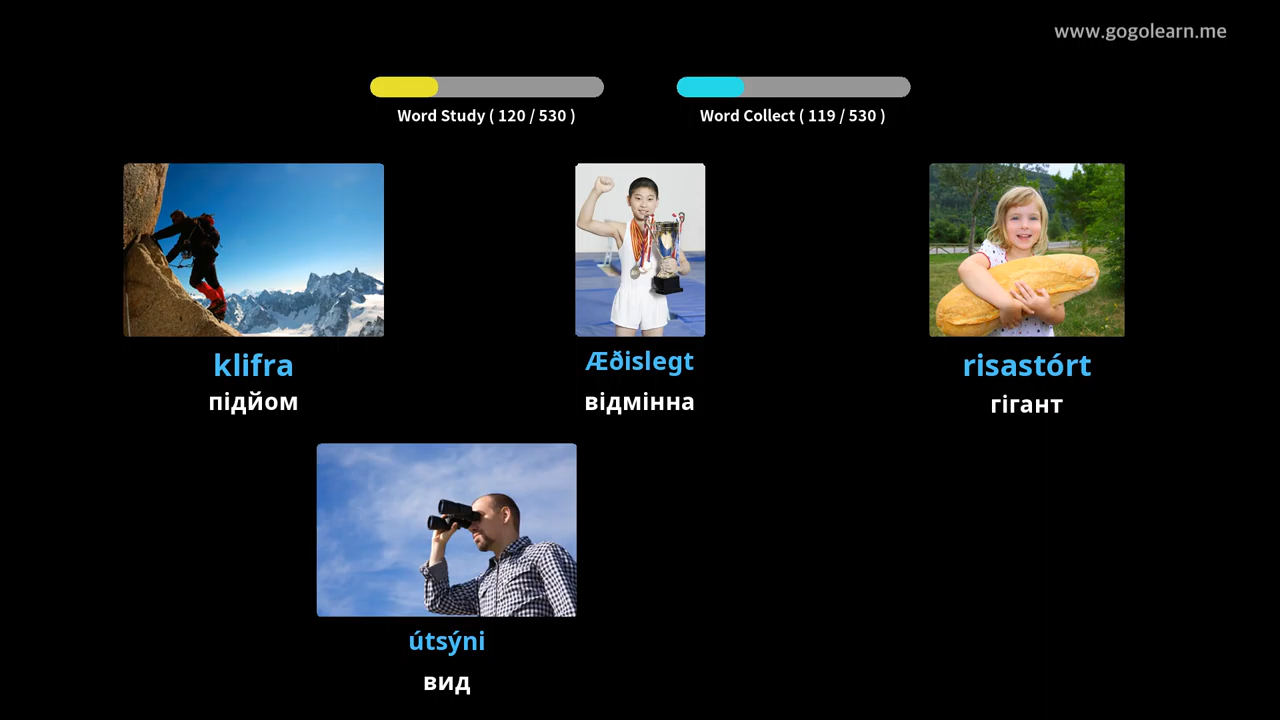 www.gogolearn.me
Word Study ( 120 / 530 )
Word Collect ( 119 / 530 )
klifra
підйом
Æðislegt
відмінна
risastórt
гігант
útsýni
вид